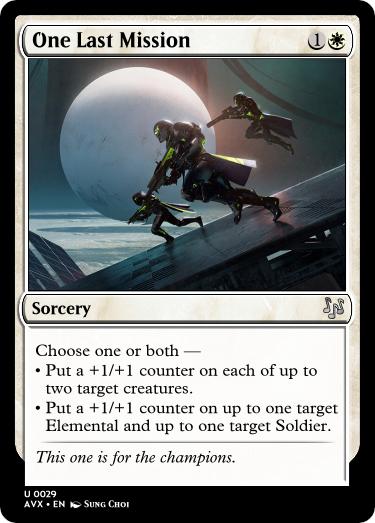 One Last Mission
1
Sorcery
Choose one or both —
• Put a +1/+1 counter on each of up to
two target creatures.
• Put a +1/+1 counter on up to one target
Elemental and up to one target Soldier.
This one is for the champions.
U 0029
AVX • EN Sung Choi